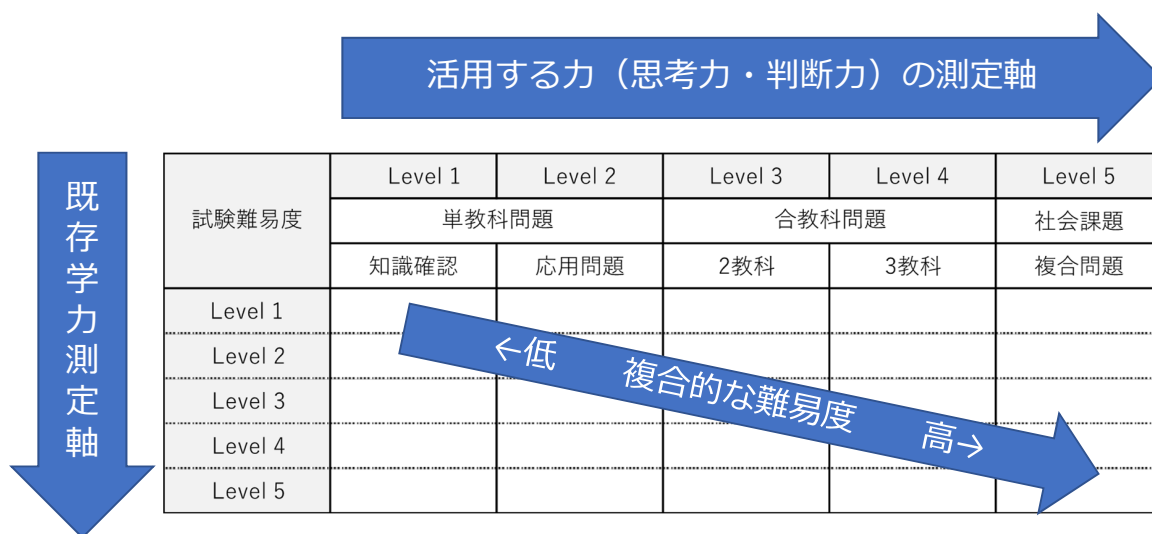 活用する力（思考力・判断力）の測定軸
既存学力測定軸
試験難易度
Level 1 Level 2 Level 3 Level 4 Level 5
単教科問題 合教科問題 社会課題
知識確認 応用問題 2教科 3教科 複合問題
Level 1
Level 2
Level 3
Level 4
Level 5
←低 複合的な難易度 高→